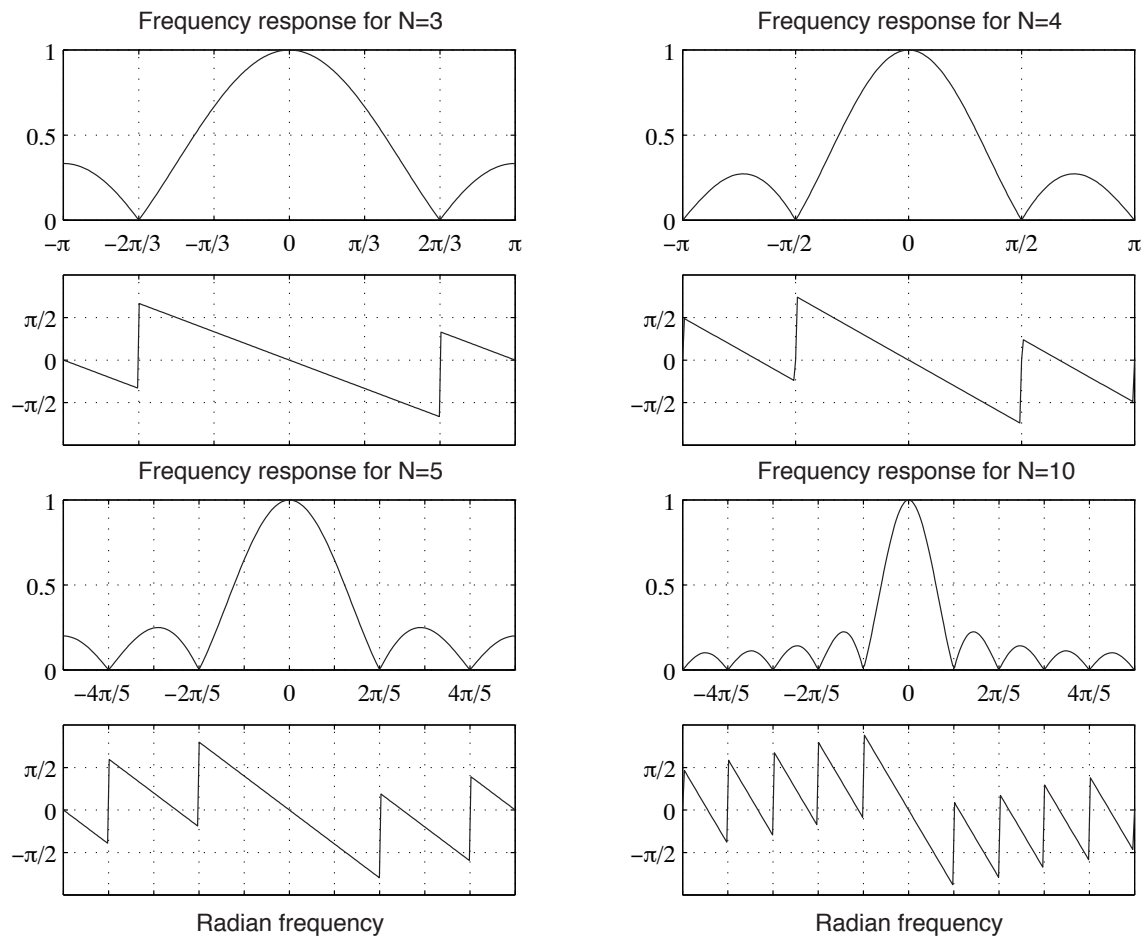 Frequency response for N=3
1
0.5
0
−π −2π/3 −π/3 0 π/3 2π/3 π
π/2
0
−π/2
Frequency response for N=4
1
0.5
0
−π −π/2 0 π/2 π
π/2
0
−π/2
Frequency response for N=5
1
0.5
0
−4π/5 −2π/5 0 2π/5 4π/5
π/2
0
−π/2
Radian frequency
Frequency response for N=10
1
0.5
0
−4π/5 −2π/5 0 2π/5 4π/5
π/2
0
−π/2
Radian frequency